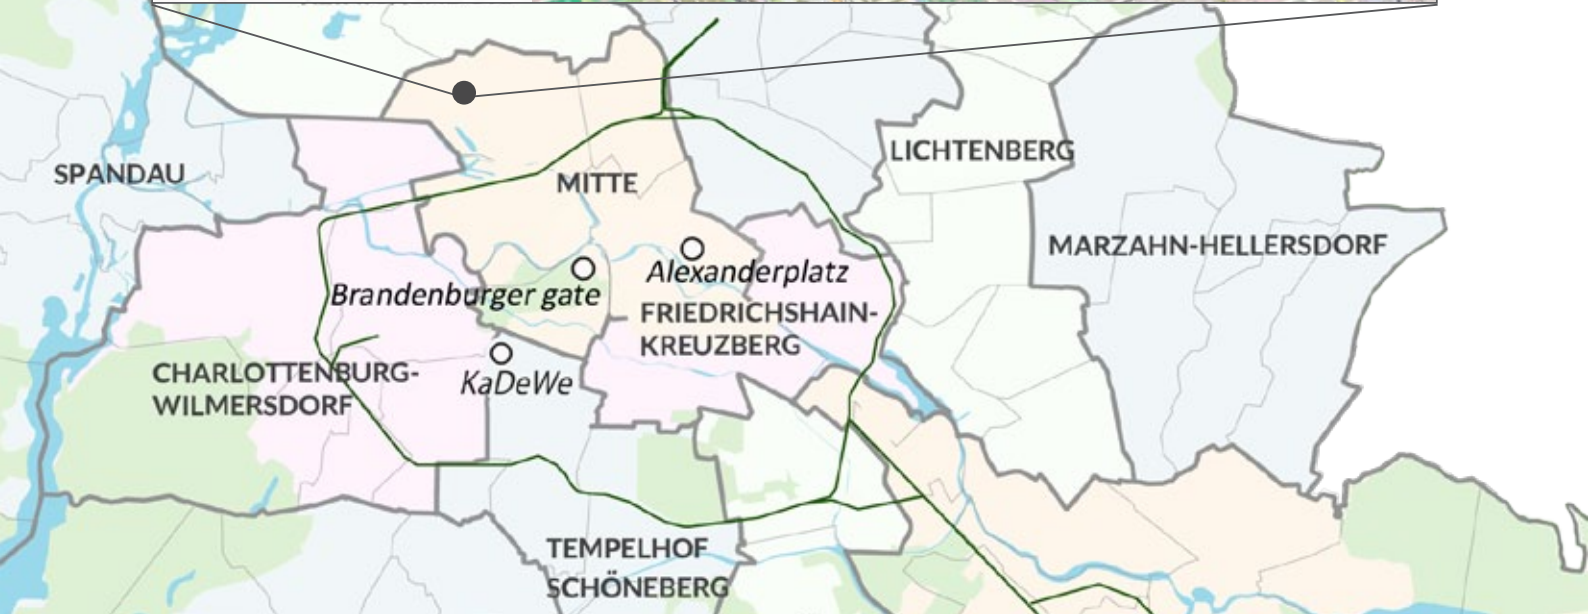 SPANDAU
MITTE
LICHTENBERG
MARZAHN-HELLERSDORF
Alexanderplatz
Brandenburger gate
FRIEDRICHSHAIN-
KREUZBERG
CHARLOTTENBURG-
WILMERSDORF
KaDeWe
TEMPELHOF
SCHÖNEBERG